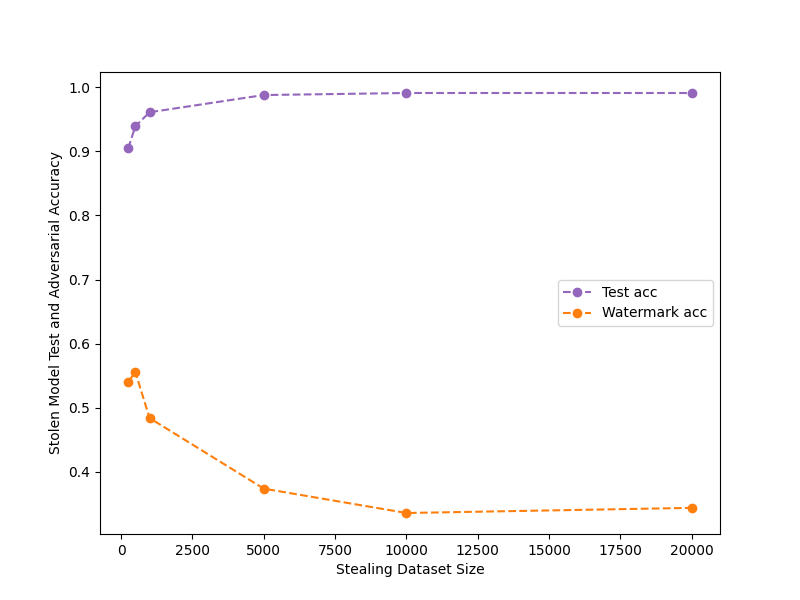 1.0
0.9
0.8
0.7
0.6
0.5
0.4
Stolen Model Test and Adversarial Accuracy
Test acc
Watermark acc
0 2500 5000 7500 10000 12500 15000 17500 20000
Stealing Dataset Size